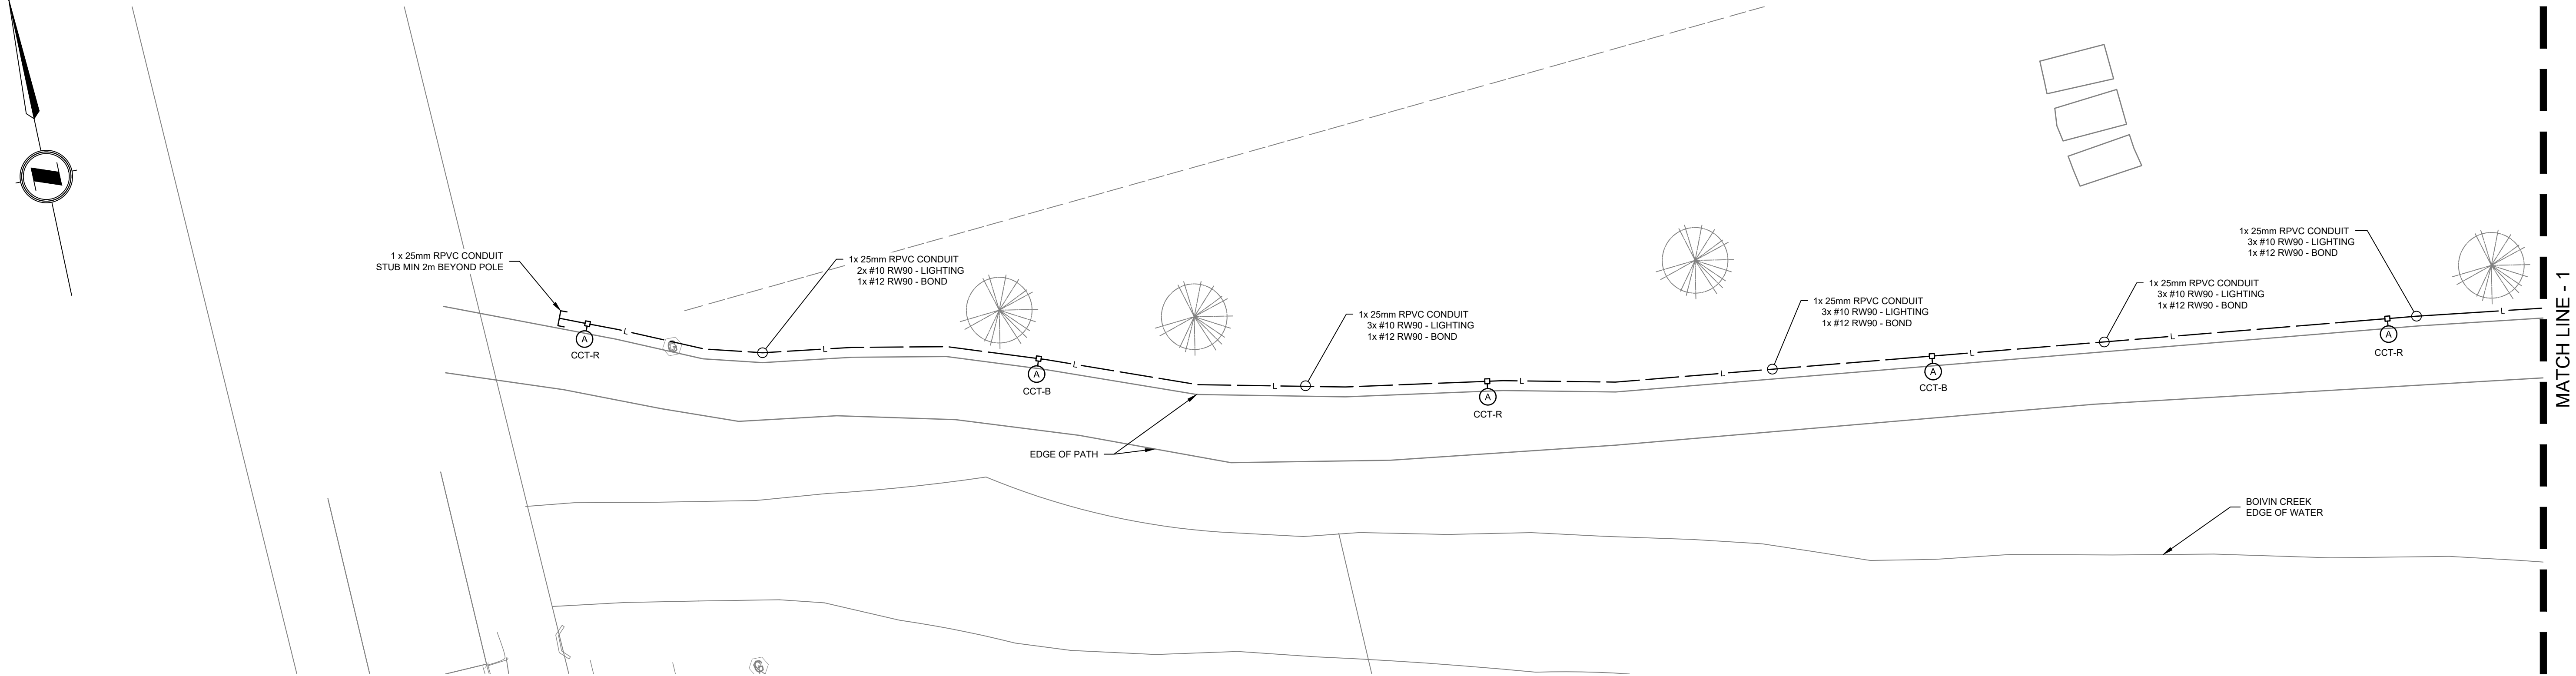 1 x 25mm RPVC CONDUIT
STUB MIN 2m BEYOND POLE
L
A
CCT-R
1x 25mm RPVC CONDUIT
2x #10 RW90 - LIGHTING
1x #12 RW90 - BOND
L
A
CCT-B
L
EDGE OF PATH
1x 25mm RPVC CONDUIT
3x #10 RW90 - LIGHTING
1x #12 RW90 - BOND
L
A
CCT-R
L
1x 25mm RPVC CONDUIT
3x #10 RW90 - LIGHTING
1x #12 RW90 - BOND
L
A
CCT-B
L
1x 25mm RPVC CONDUIT
3x #10 RW90 - LIGHTING
1x #12 RW90 - BOND
L
1x 25mm RPVC CONDUIT
3x #10 RW90 - LIGHTING
1x #12 RW90 - BOND
A
CCT-R
L
BOIVIN CREEK
EDGE OF WATER
MATCH LINE - 1